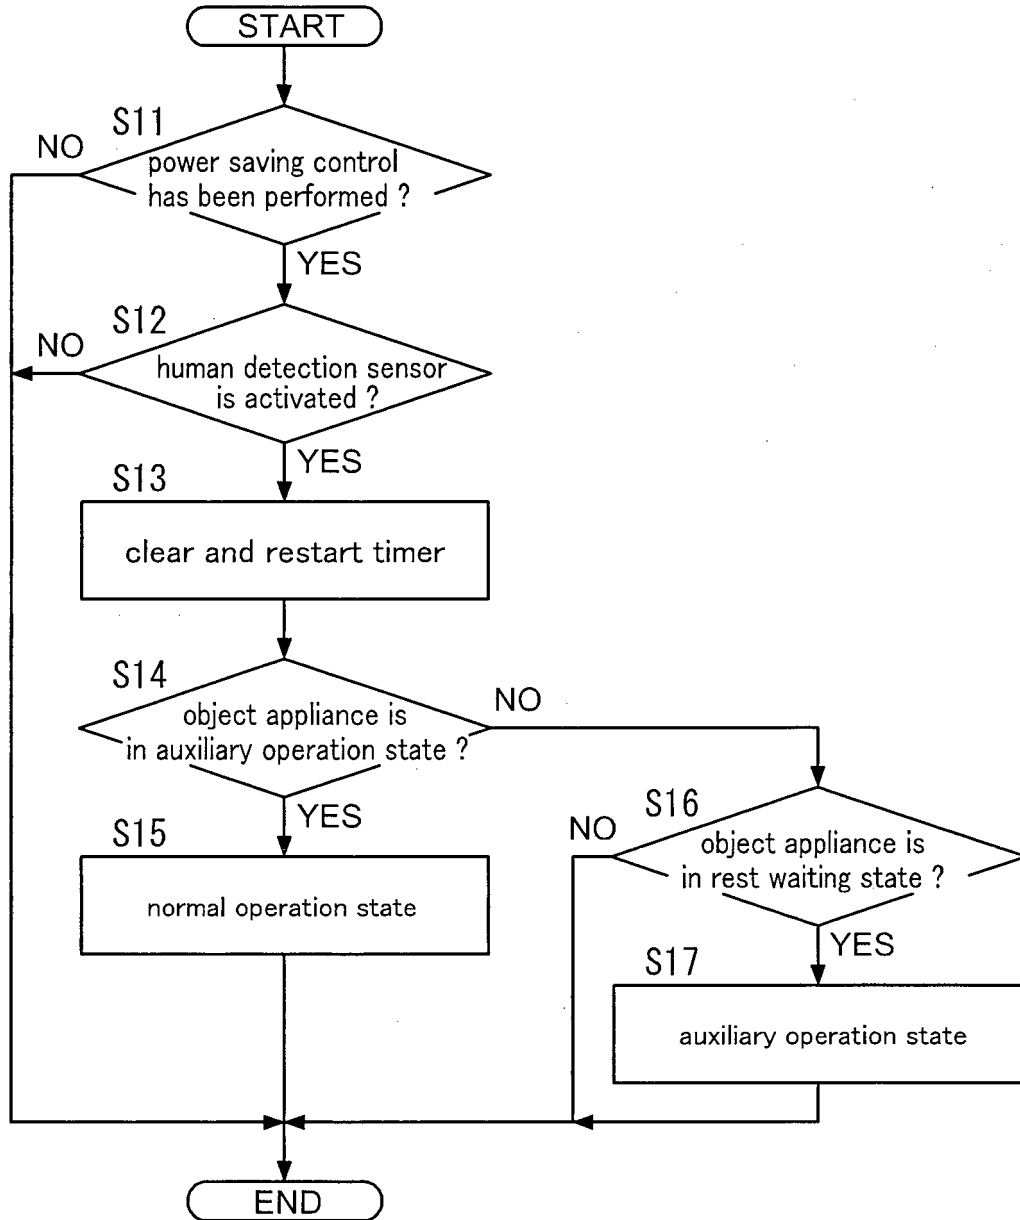 START
S11
NO
power saving control
has been performed ?
YES
S12
NO
human detection sensor
is activated ?
YES
S13
clear and restart timer
S14
NO
object appliance is
in auxiliary operation state ?
YES
S15
normal operation state
S16
NO
object appliance is
in rest waiting state ?
YES
S17
auxiliary operation state
END